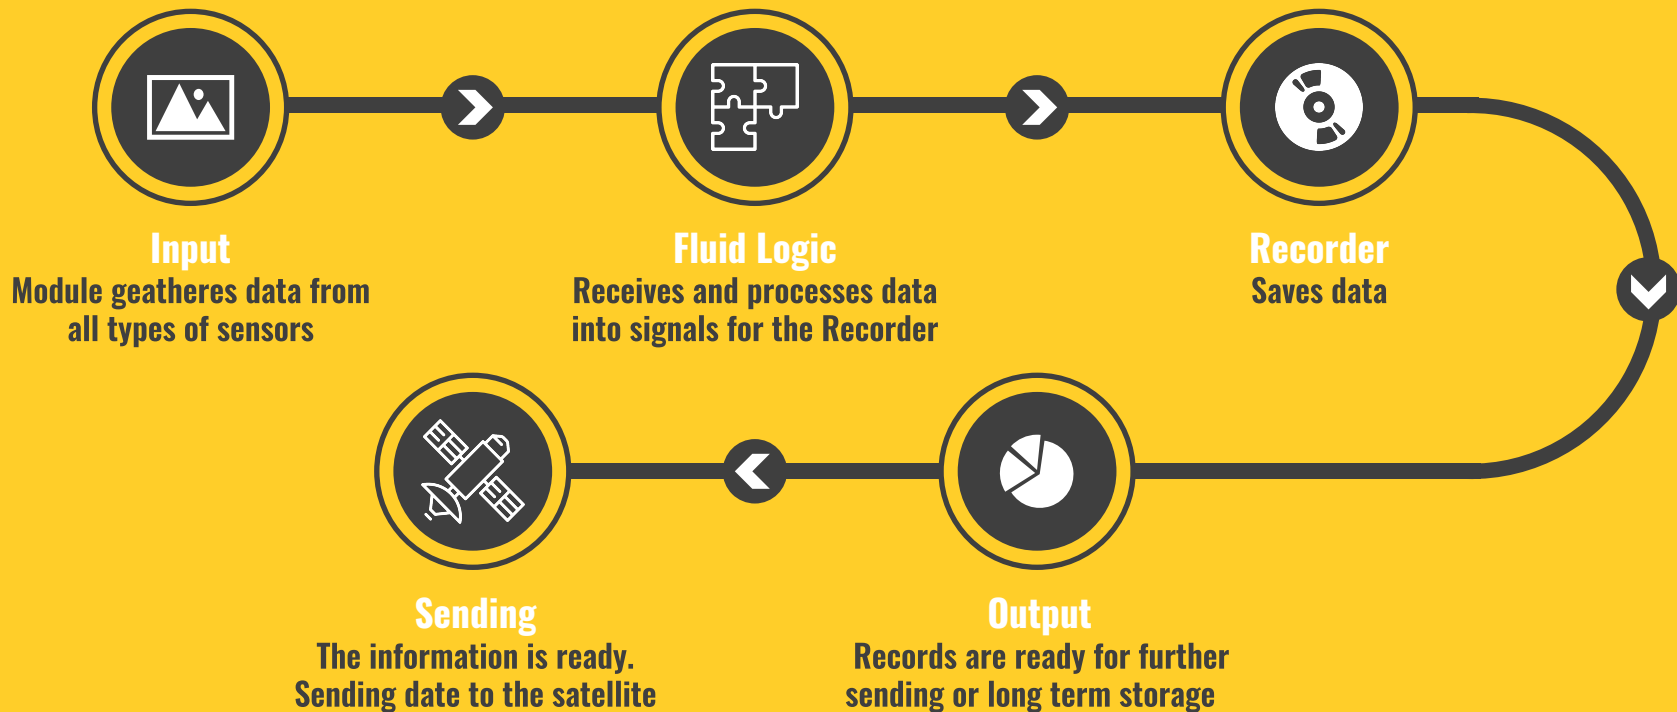 Input
Module geatheres data from
all types of sensors
Fluid Logic
Receives and processes data
into signals for the Recorder
Recorder
Saves data
Sending
The information is ready.
Sending date to the satellite
Output
Records are ready for further
sending or long term storage